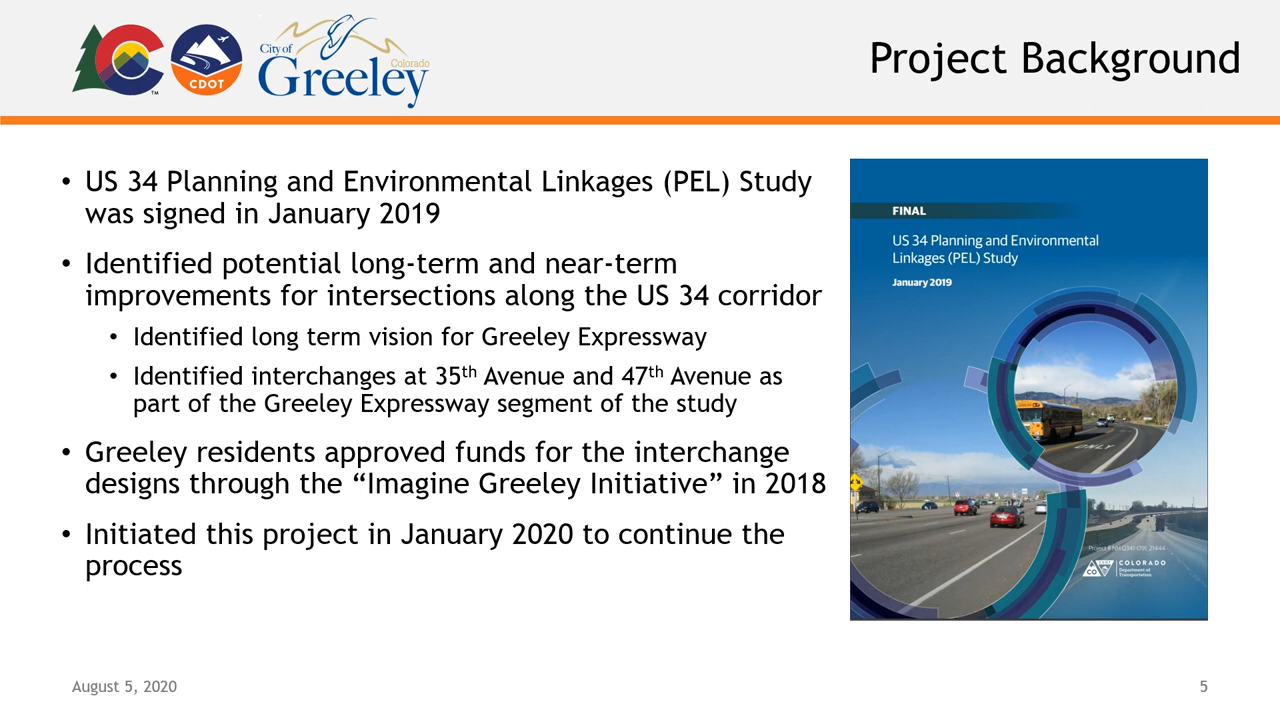 TM
CDOT
City of
Colorado
Greeley
Project Background
• US 34 Planning and Environmental Linkages (PEL) Study
was signed in January 2019
• Identified potential long-term and near-term
improvements for intersections along the US 34 corridor
• Identified long term vision for Greeley Expressway
• Identified interchanges at 35th Avenue and 47th Avenue as
part of the Greeley Expressway segment of the study
• Greeley residents approved funds for the interchange
designs through the “Imagine Greeley Initiative” in 2018
• Initiated this project in January 2020 to continue the
process
FINAL
US 34 Planning and Environmental
Linkages (PEL) Study
January 2019
ONLY
COLORADO
Department of
Transportation
August 5, 2020
5